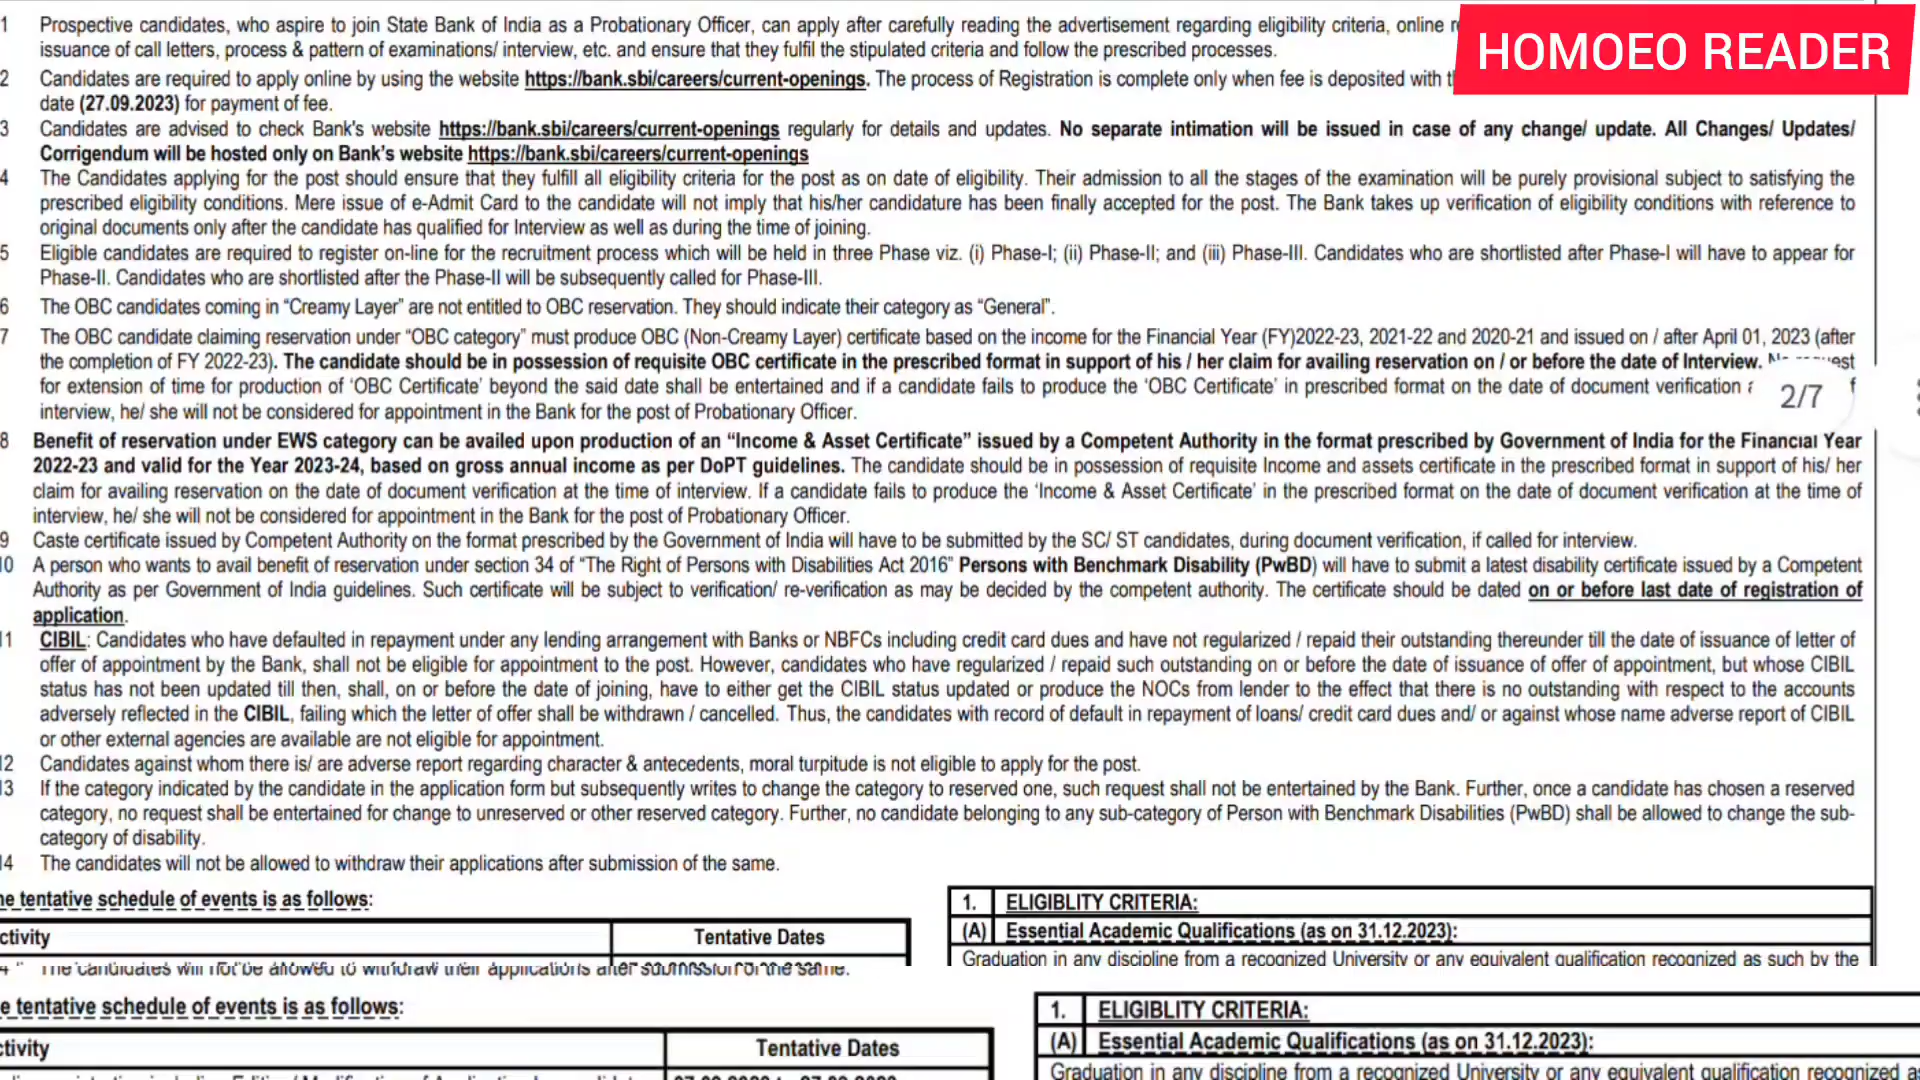 HOMOEO READER
1 Prospective candidates, who aspire to join State Bank of India as a Probationary Officer, can apply after carefully reading the advertisement regarding eligibility criteria, online
issuance of call letters, process & pattern of examinations/ interview, etc. and ensure that they fulfil the stipulated criteria and follow the prescribed processes.
2 Candidates are required to apply online by using the website https://bank.sbi/careers/current-openings. The process of Registration is complete only when fee is deposited with
date (27.09.2023) for payment of fee.
3 Candidates are advised to check Bank's website https://bank.sbi/careers/current-openings regularly for details and updates. No separate intimation will be issued in case of any change/ update. All Changes/ Updates/
Corrigendum will be hosted only on Bank's website https://bank.sbi/careers/current-openings
4 The Candidates applying for the post should ensure that they fulfill all eligibility criteria for the post as on date of eligibility. Their admission to all the stages of the examination will be purely provisional subject to satisfying the
prescribed eligibility conditions. Mere issue of e-Admit Card to the candidate will not imply that his/her candidature has been finally accepted for the post. The Bank takes up verification of eligibility conditions with reference to
original documents only after the candidate has qualified for Interview as well as during the time of joining.
5 Eligible candidates are required to register on-line for the recruitment process which will be held in three Phase viz. (i) Phase-I; (ii) Phase-II; and (iii) Phase-III. Candidates who are shortlisted after Phase-I will have to appear for
Phase-II. Candidates who are shortlisted after the Phase-II will be subsequently called for Phase-III.
6 The OBC candidates coming in “Creamy Layer” are not entitled to OBC reservation. They should indicate their category as “General”.
7 The OBC candidate claiming reservation under “OBC category” must produce OBC (Non-Creamy Layer) certificate based on the income for the Financial Year (FY)2022-23, 2021-22 and 2020-21 and issued on / after April 01, 2023 (after
the completion of FY 2022-23). The candidate should be in possession of requisite OBC certificate in the prescribed format in support of his / her claim for availing reservation on / or before the date of Interview.
for extension of time for production of ‘OBC Certificate’ beyond the said date shall be entertained and if a candidate fails to produce the ‘OBC Certificate’ in prescribed format on the date of document verification
2/7
interview, he/ she will not be considered for appointment in the Bank for the post of Probationary Officer.
8 Benefit of reservation under EWS category can be availed upon production of an “Income & Asset Certificate” issued by a Competent Authority in the format prescribed by Government of India for the Financial Year
2022-23 and valid for the Year 2023-24, based on gross annual income as per DoPT guidelines. The candidate should be in possession of requisite Income and assets certificate in the prescribed format in support of his/ her
claim for availing reservation on the date of document verification at the time of interview. If a candidate fails to produce the ‘Income & Asset Certificate’ in the prescribed format on the date of document verification at the time of
interview, he/ she will not be considered for appointment in the Bank for the post of Probationary Officer.
9 Caste certificate issued by Competent Authority on the format prescribed by the Government of India will have to be submitted by the SC/ ST candidates, during document verification, if called for interview.
10 A person who wants to avail benefit of reservation under section 34 of “The Right of Persons with Disabilities Act 2016” Persons with Benchmark Disability (PwBD) will have to submit a latest disability certificate issued by a Competent
Authority as per Government of India guidelines. Such certificate will be subject to verification/ re-verification as may be decided by the competent authority. The certificate should be dated on or before last date of registration of
application.
11 CIBIL: Candidates who have defaulted in repayment under any lending arrangement with Banks or NBFCs including credit card dues and have not regularized / repaid their outstanding thereunder till the date of issuance of letter of
offer of appointment by the Bank, shall not be eligible for appointment to the post. However, candidates who have regularized / repaid such outstanding on or before the date of issuance of offer of appointment, but whose CIBIL
status has not been updated till then, shall, on or before the date of joining, have to either get the CIBIL status updated or produce the NOCs from lender to the effect that there is no outstanding with respect to the accounts
adversely reflected in the CIBIL, failing which the letter of offer shall be withdrawn / cancelled. Thus, the candidates with record of default in repayment of loans/ credit card dues and/ or against whose name adverse report of CIBIL
or other external agencies are available are not eligible for appointment.
12 Candidates against whom there is/ are adverse report regarding character & antecedents, moral turpitude is not eligible to apply for the post.
13 If the category indicated by the candidate in the application form but subsequently writes to change the category to reserved one, such request shall not be entertained by the Bank. Further, once a candidate has chosen a reserved
category, no request shall be entertained for change to unreserved or other reserved category. Further, no candidate belonging to any sub-category of Person with Benchmark Disabilities (PwBD) shall be allowed to change the sub-
category of disability.
14 The candidates will not be allowed to withdraw their applications after submission of the same.
tentative schedule of events is as follows:
Tentative Dates
1. ELIGIBLITY CRITERIA:
(A) Essential Academic Qualifications (as on 31.12.2023):
Graduation in any discipline from a recognized University or any equivalent qualification recognized as such by the
The candidates will not be allowed to withdraw their applications after submission of the same.
tentative schedule of events is as follows:
Tentative Dates
1. ELIGIBLITY CRITERIA:
(A) Essential Academic Qualifications (as on 31.12.2023):
Graduation in any discipline from a recognized University or any equivalent qualification recognized